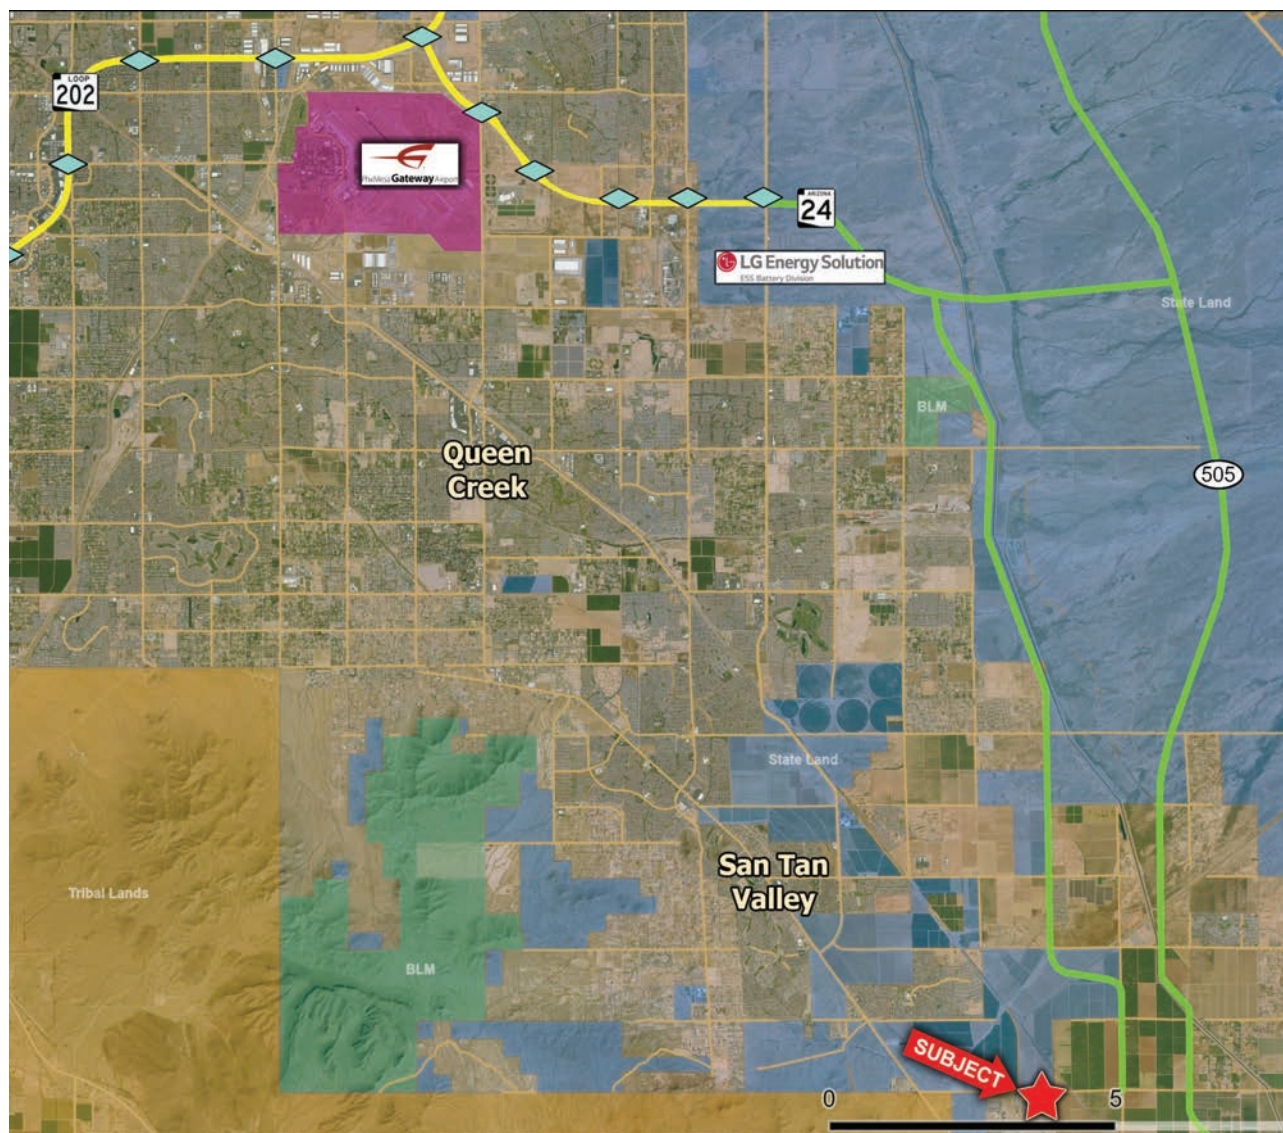 LOOP
202
Phx-Mesa Gateway Airport
ARIZONA
24
LG Energy Solution
ESS Battery Division
State Land
BLM
Queen
Creek
505
State Land
San Tan
Valley
Tribal Lands
BLM
SUBJECT
0
5